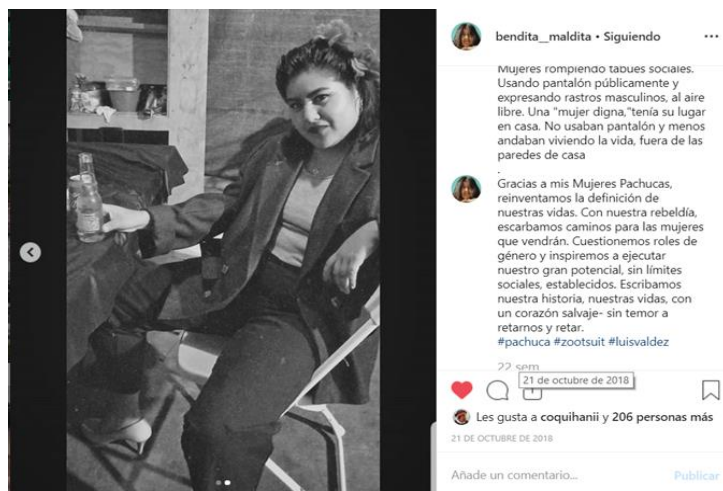 bendita__maldita • Siguiendo
Mujeres rompiendo tabúes sociales.
Usando pantalón públicamente y
expresando rastros masculinos, al aire
libre. Una "mujer digna,"tenía su lugar
en casa. No usaban pantalón y menos
andaban viviendo la vida, fuera de las
paredes de casa
.
Gracias a mis Mujeres Pachucas,
reinventamos la definición de
nuestras vidas. Con nuestra rebeldía,
escarbamos caminos para las mujeres
que vendrán. Cuestionemos roles de
género y inspiremos a ejecutar
nuestro gran potencial, sin límites
sociales, establecidos. Escribamos
nuestra historia, nuestras vidas, con
un corazón salvaje- sin temor a
retarnos y retar.
#pachuca #zootsuit #luisvaldez
22 sem
21 de octubre de 2018
Les gusta a coquihanii y 206 personas más
21 DE OCTUBRE DE 2018
Añade un comentario...
Publicar